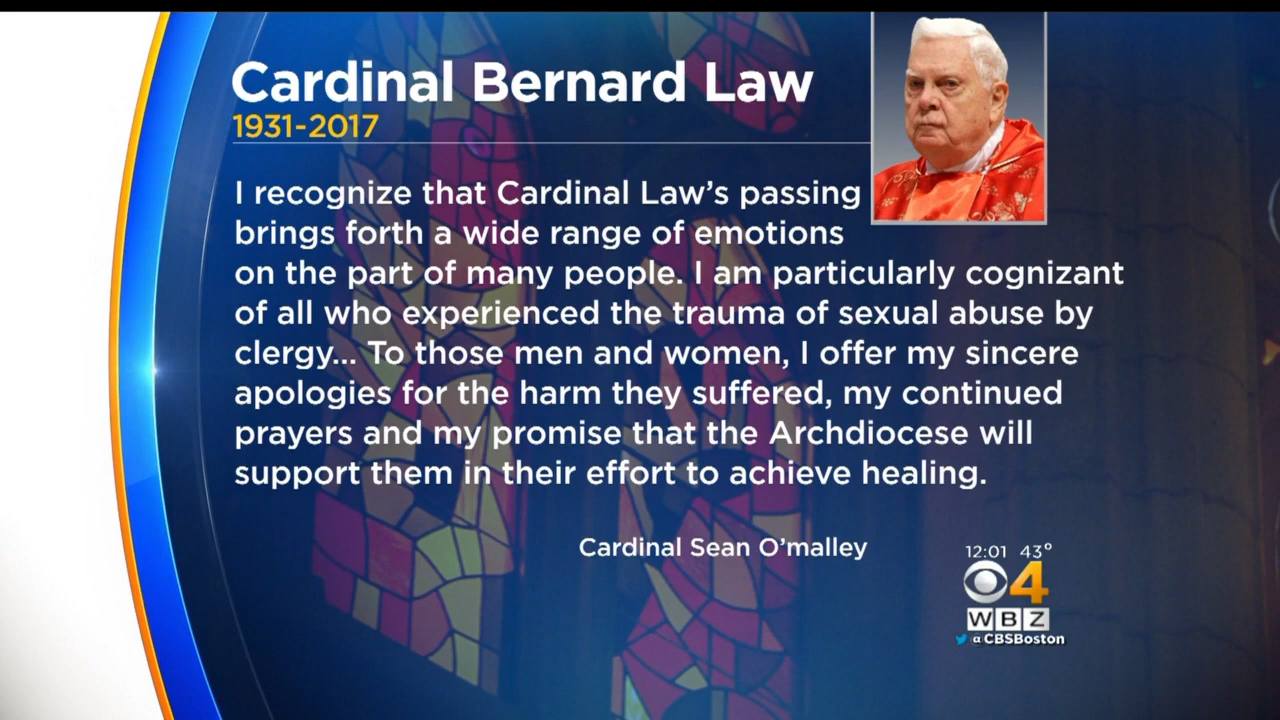 Cardinal Bernard Law
1931-2017
I recognize that Cardinal Law's passing
brings forth a wide range of emotions
on the part of many people. I am particularly cognizant
of all who experienced the trauma of sexual abuse by
clergy... To those men and women, I offer my sincere
apologies for the harm they suffered, my continued
prayers and my promise that the Archdiocese will
support them in their effort to achieve healing.
Cardinal Sean O'malley
12:01 43°
4
WBZ
@CBSBoston